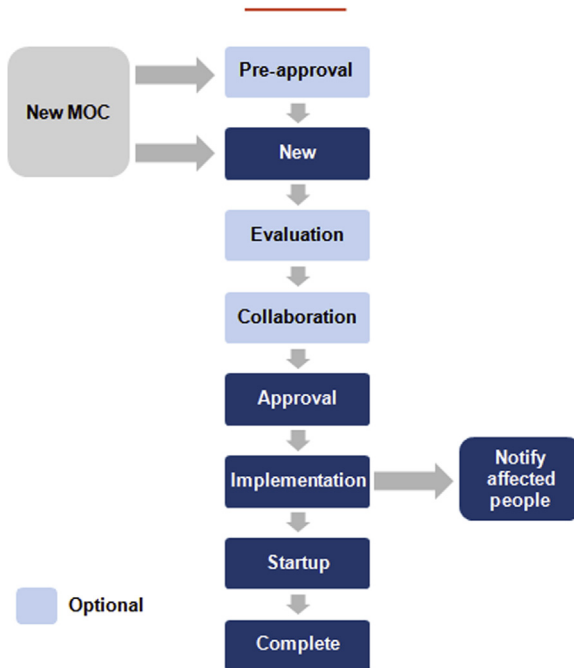 Pre-approval
New MOC
New
Evaluation
Collaboration
Approval
Implementation
Notify
affected
people
Startup
Optional
Complete